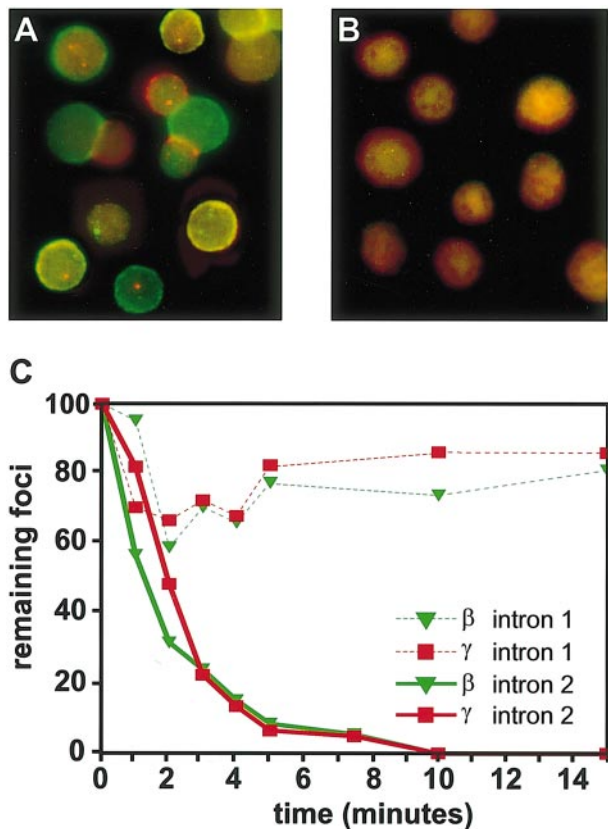 A
B
C
100
80
60
40
20
0
remaining foci
β intron 1
γ intron 1
β intron 2
γ intron 2
0 2 4 6 8 10 12 14
time (minutes)